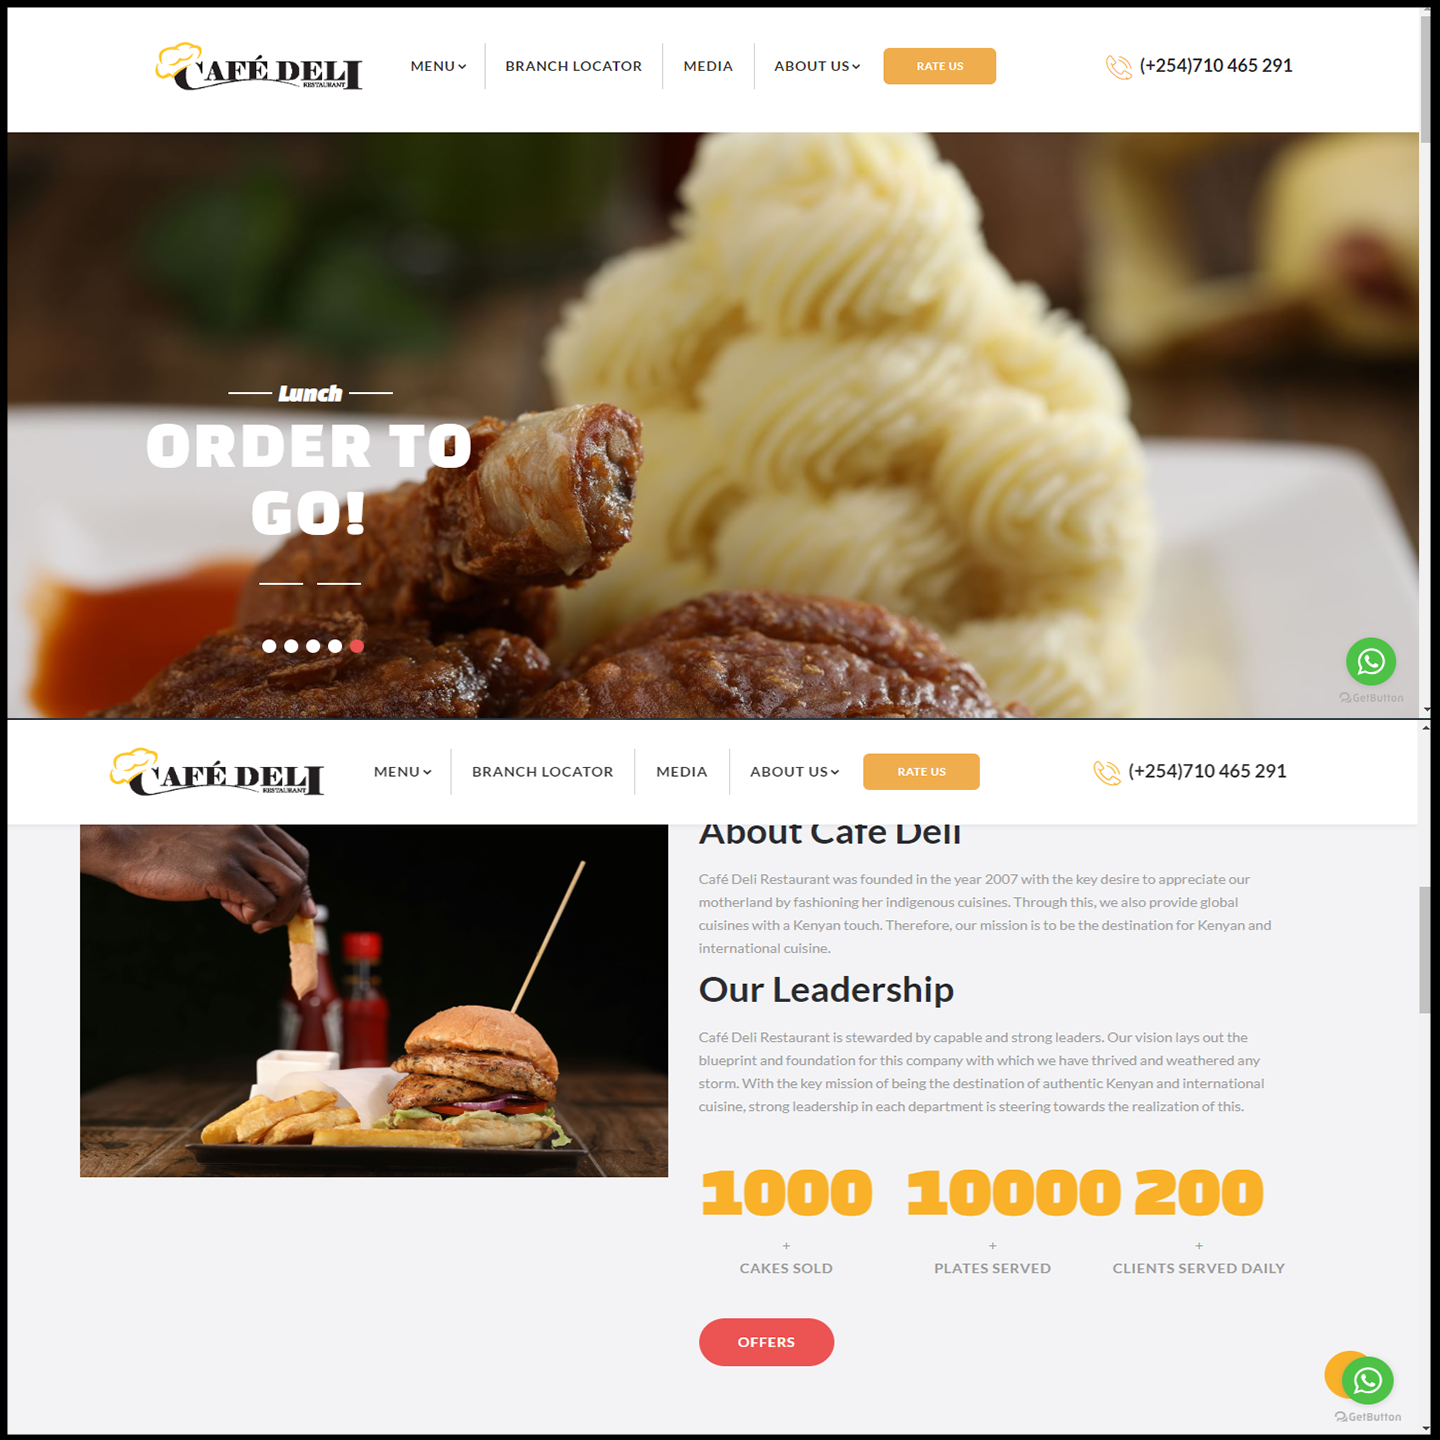 CAFÉ DELI
RESTAURANT
MENU
BRANCH LOCATOR
MEDIA
ABOUT US
RATE US
(+254)710 465 291
Lunch
ORDER TO
GO!
GetButton
CAFÉ DELI
RESTAURANT
MENU
BRANCH LOCATOR
MEDIA
ABOUT US
RATE US
(+254)710 465 291
About Café Deli
Café Deli Restaurant was founded in the year 2007 with the key desire to appreciate our
motherland by fashioning her indigenous cuisines. Through this, we also provide global
cuisines with a Kenyan touch. Therefore, our mission is to be the destination for Kenyan and
international cuisine.
Our Leadership
Café Deli Restaurant is stewarded by capable and strong leaders. Our vision lays out the
blueprint and foundation for this company with which we have thrived and weathered any
storm. With the key mission of being the destination of authentic Kenyan and international
cuisine, strong leadership in each department is steering towards the realization of this.
1000
+
CAKES SOLD
10000
+
PLATES SERVED
200
+
CLIENTS SERVED DAILY
OFFERS
GetButton